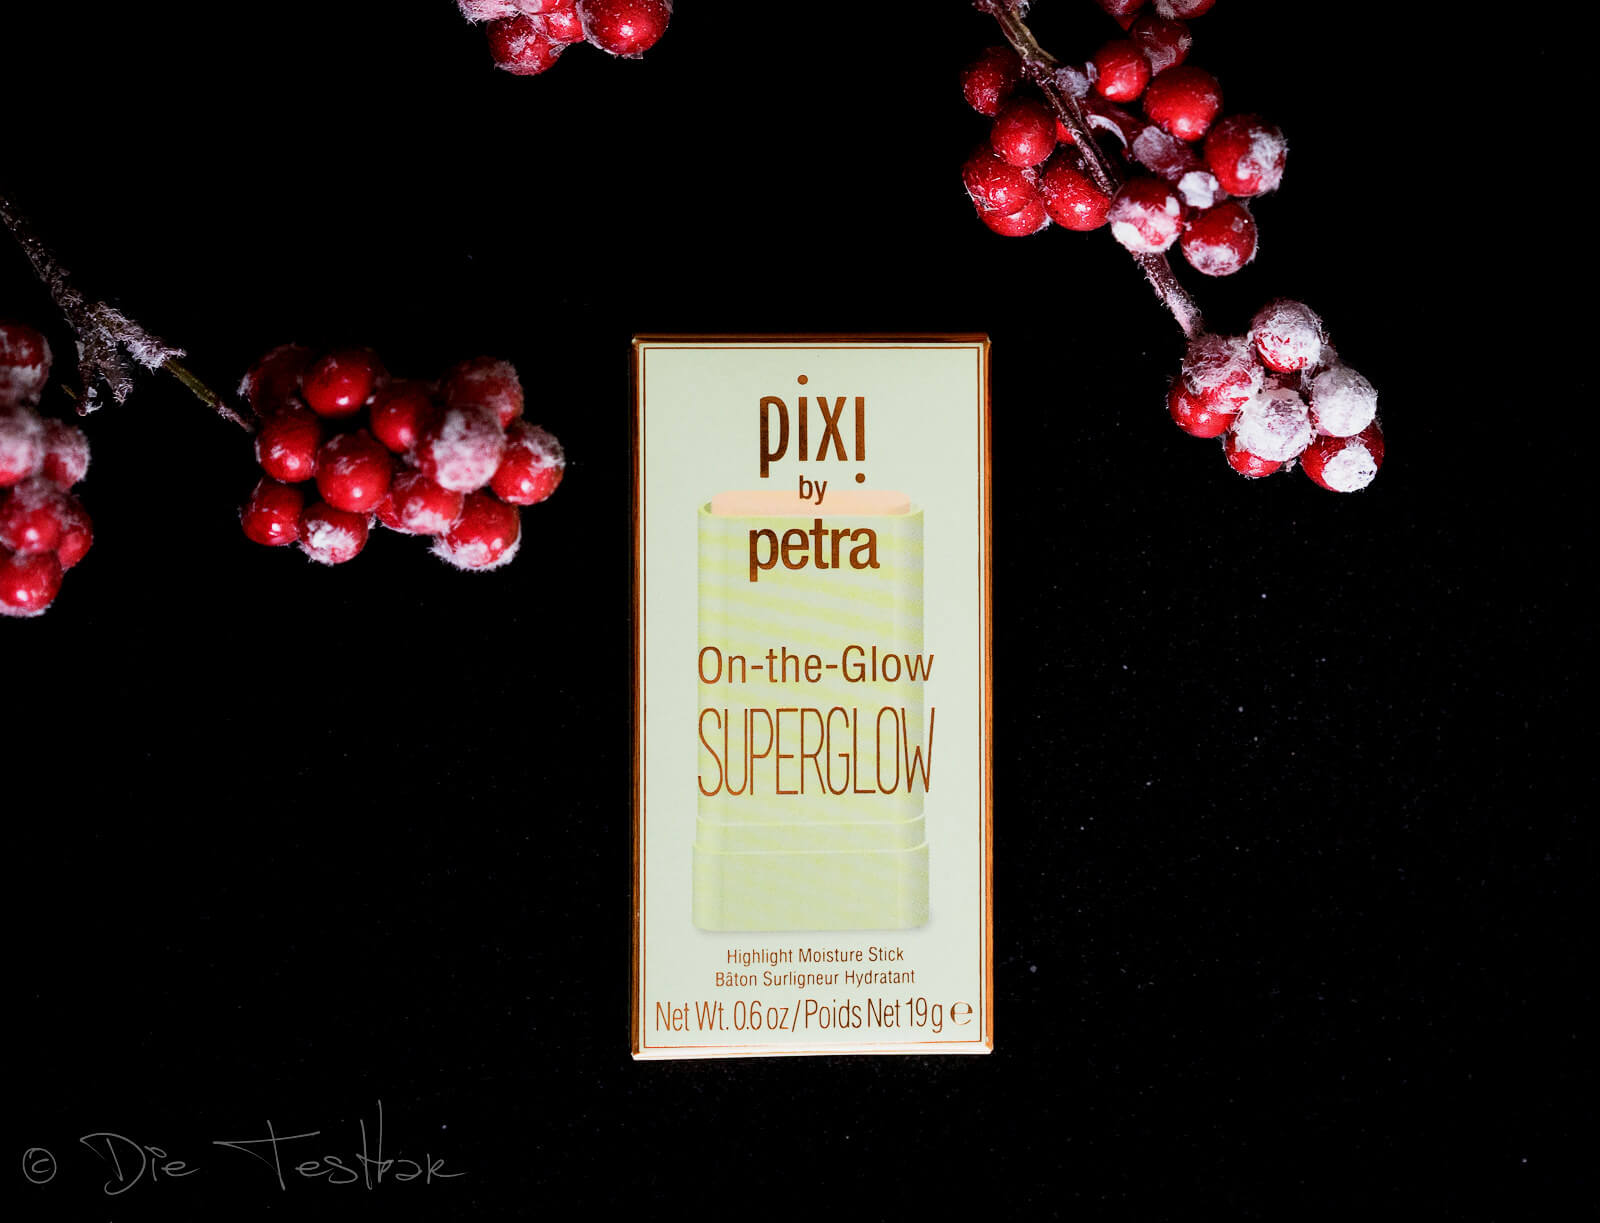 pixi
by
petra
On-the-Glow
SUPERGLOW
Highlight Moisture Stick
Bâton Surligneur Hydratant
Net Wt. 0.6 oz / Poids Net 19 g ℮
© Die Testbar